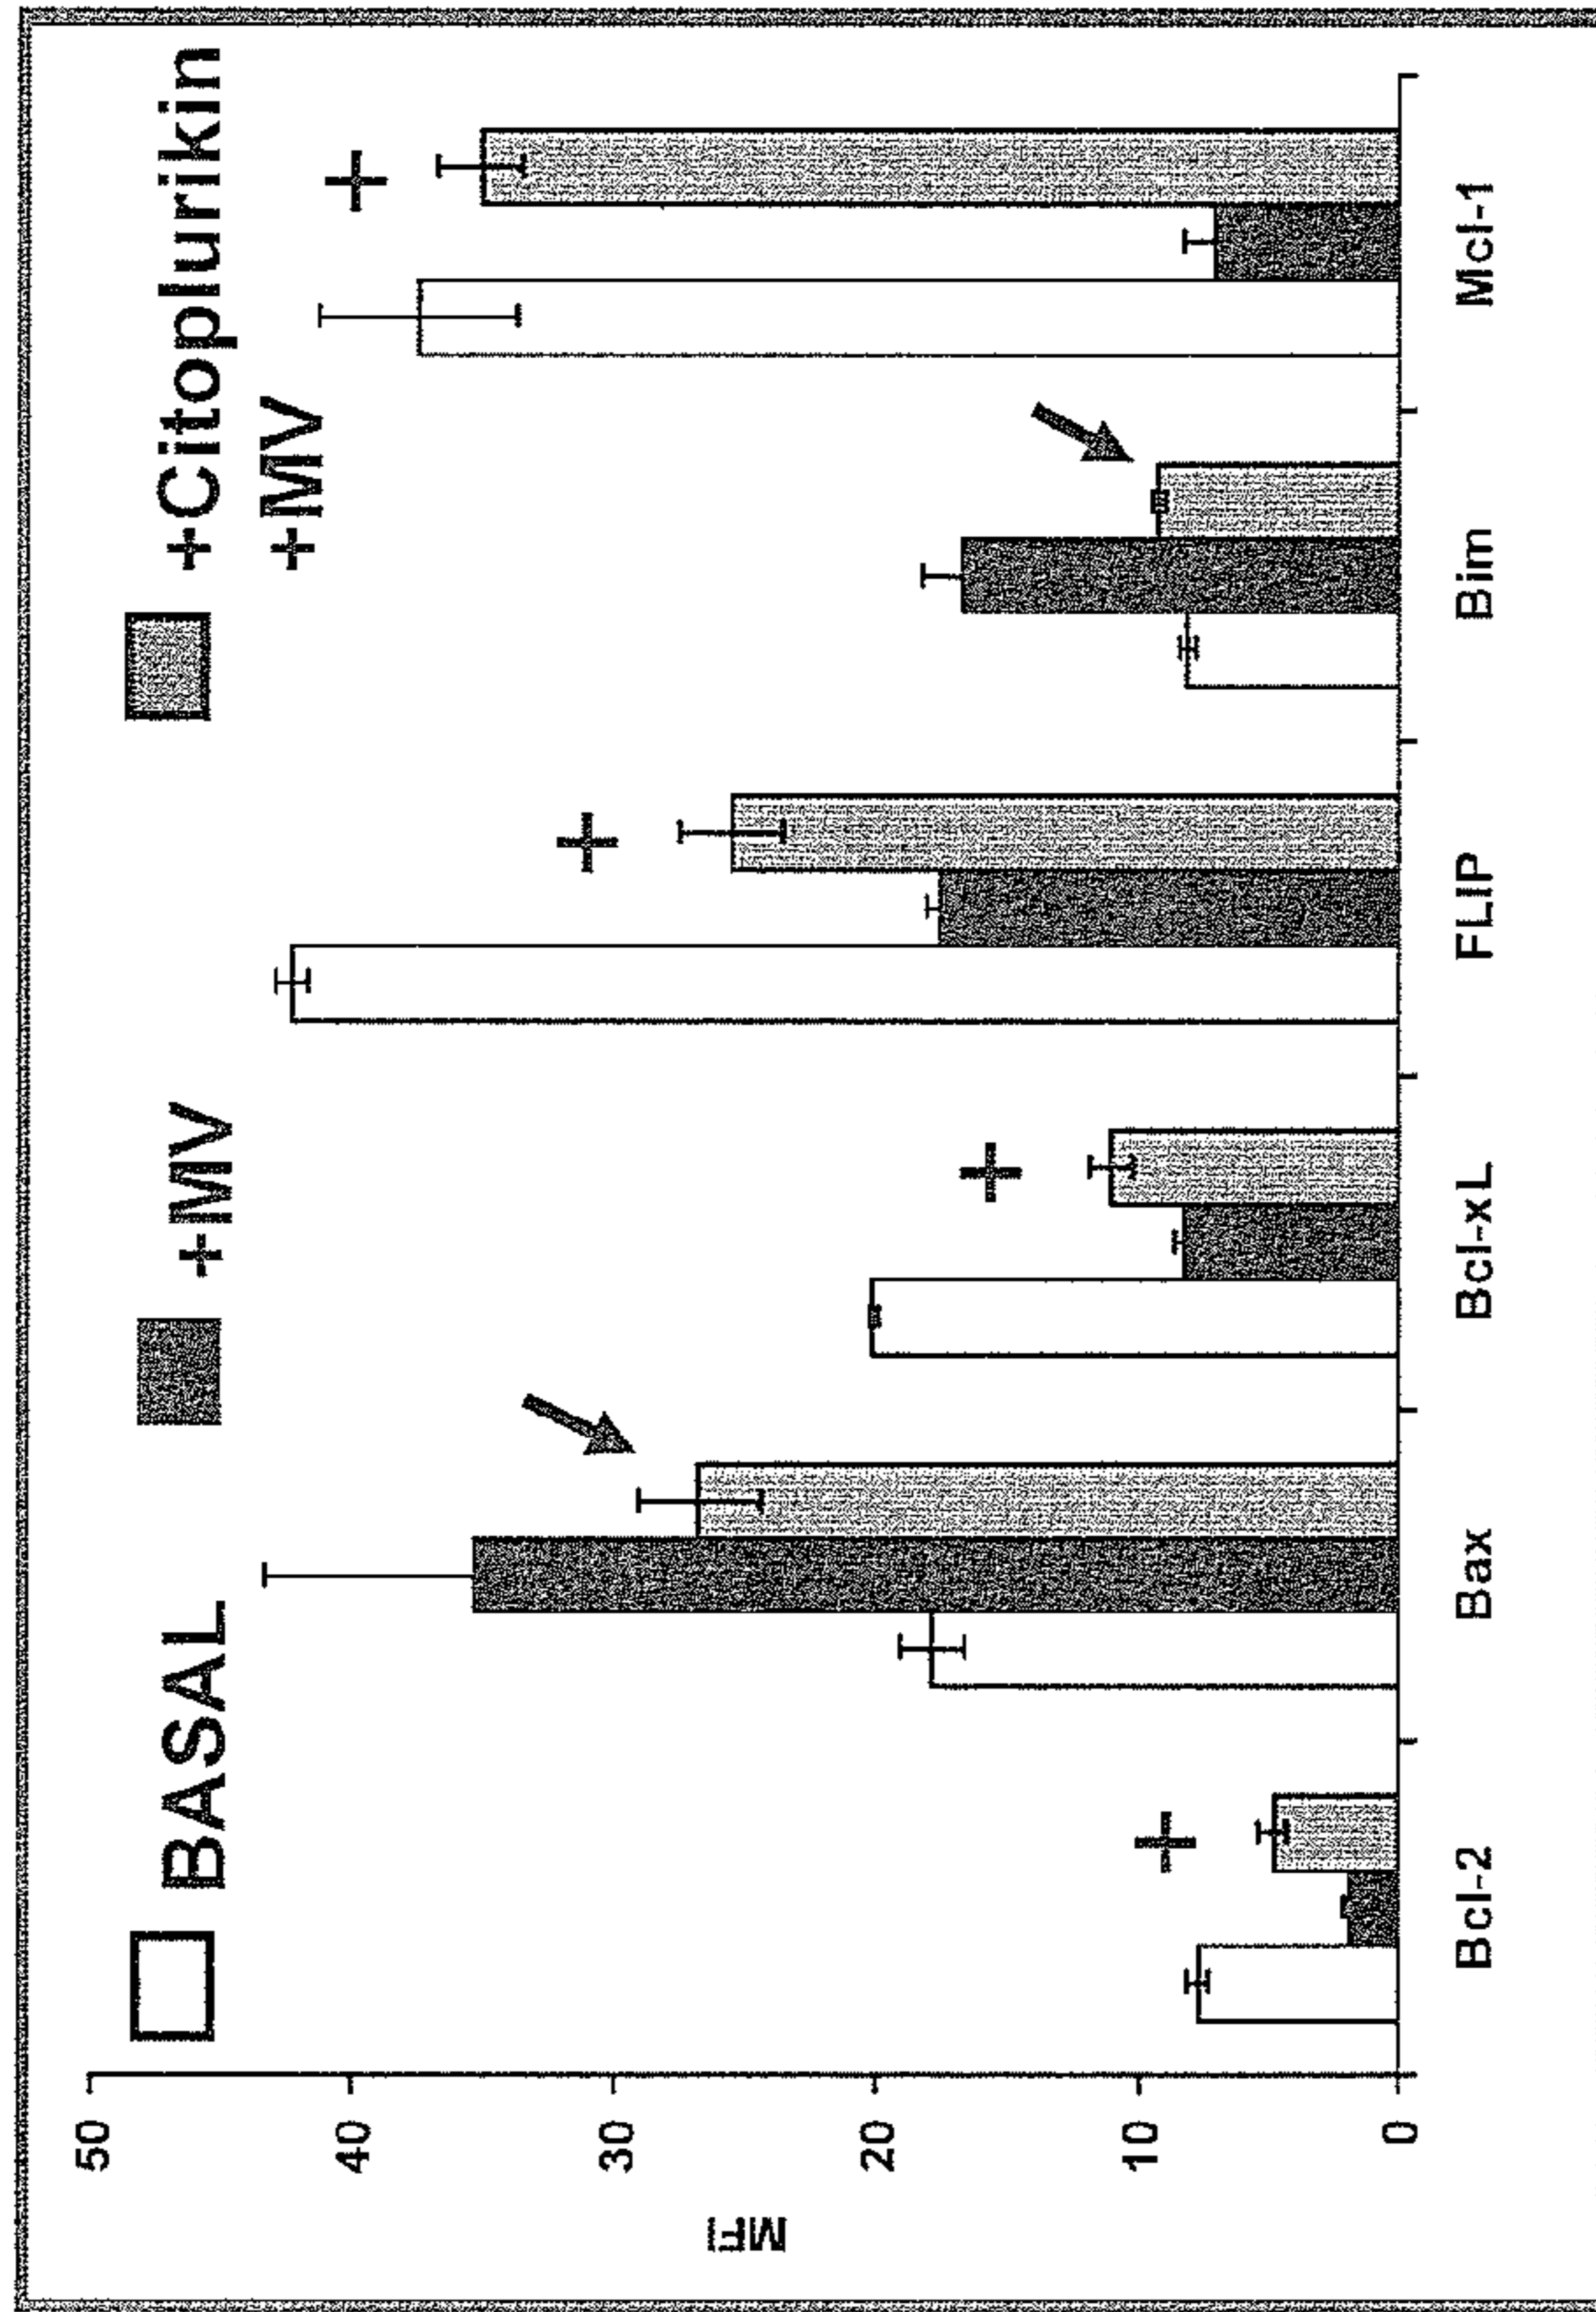 BASAL
+MV
+Citoplurikin
+MV
50
40
30
20
10
0
MFI
+
+
+
+
Bcl-2
Bax
Bcl-xL
FLIP
Bim
Mcl-1